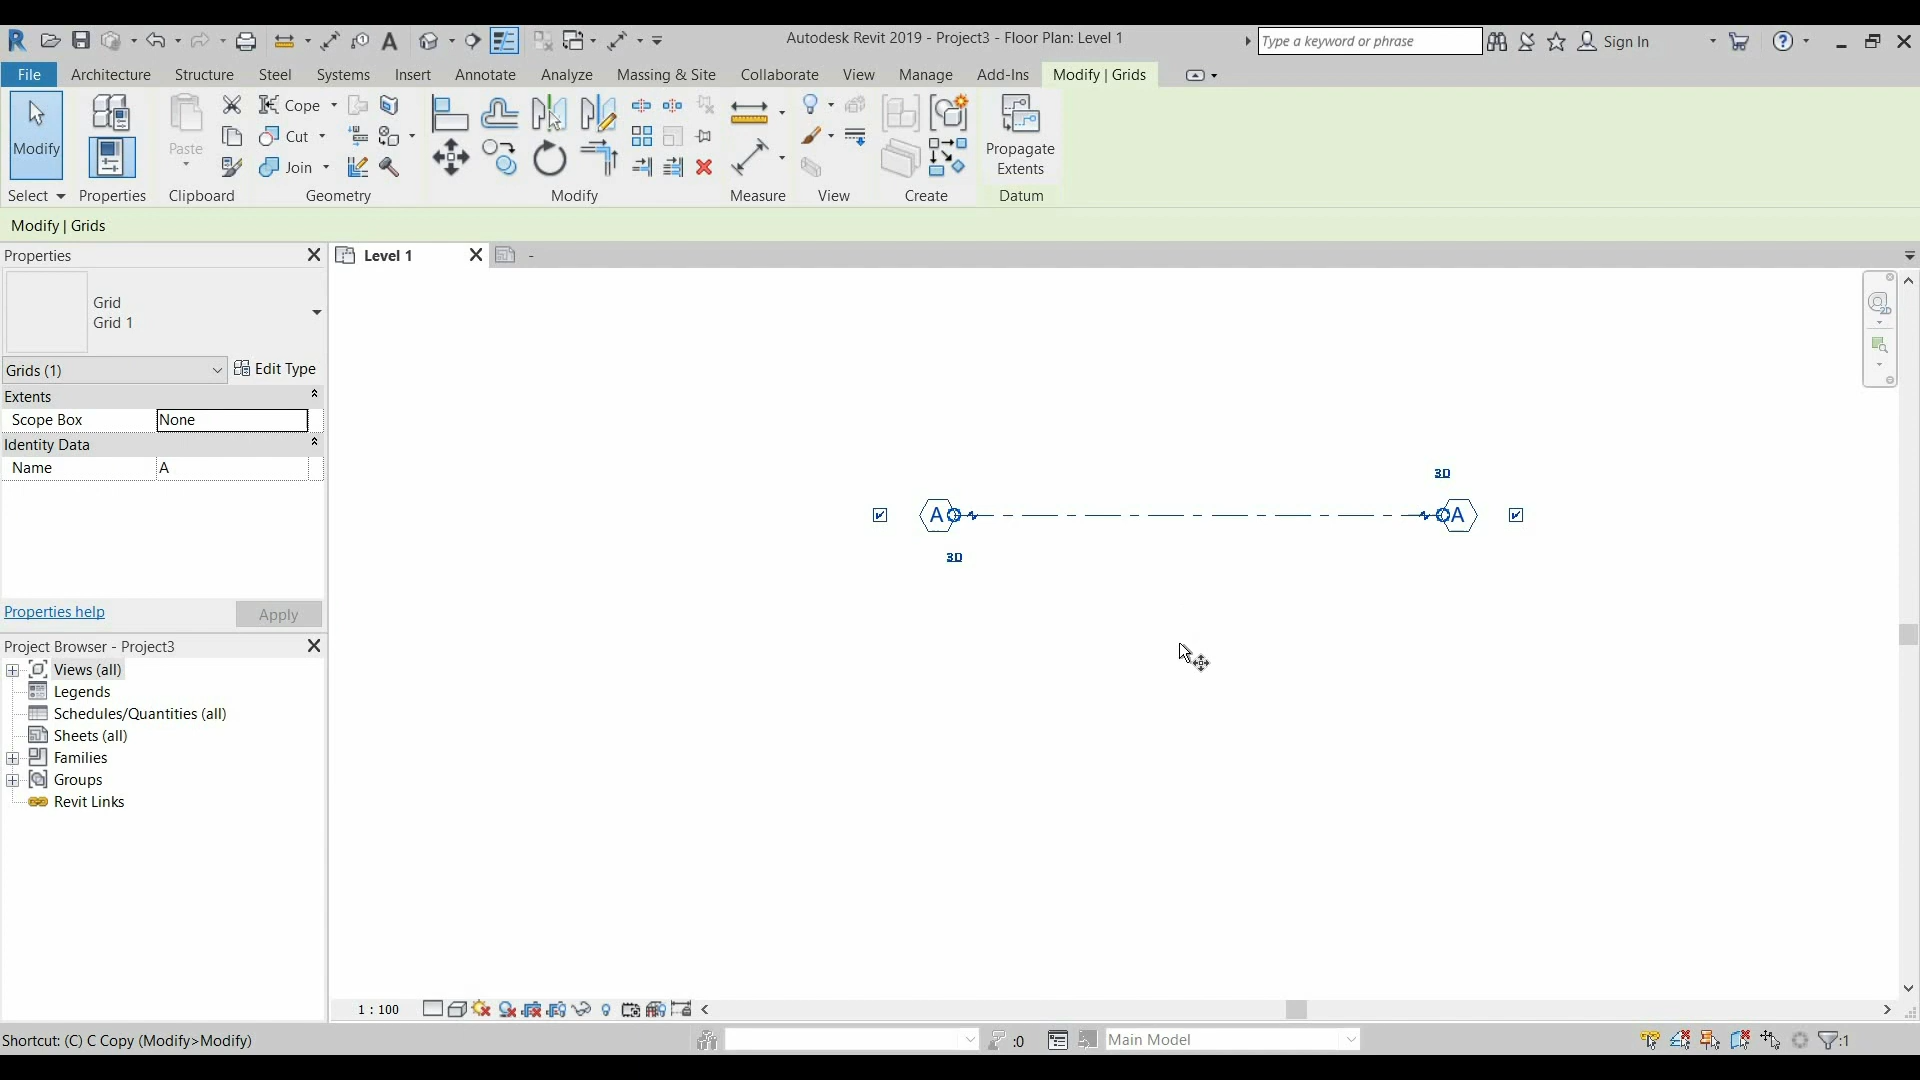 Autodesk Revit 2019 - Project3 - Floor Plan: Level 1
Type a keyword or phrase
Sign In
File Architecture Structure Steel Systems Insert Annotate Analyze Massing & Site Collaborate View Manage Add-Ins Modify | Grids
Modify
Paste
Cope
Cut
Join
Propagate
Extents
Select Properties Clipboard Geometry Modify Measure View Create Datum
Modify | Grids
Properties
Level 1
-
Grid
Grid 1
Grids (1)
Edit Type
Extents
Scope Box None
Identity Data
Name A
3D
A A
3D
Properties help
Apply
Project Browser - Project3
Views (all)
Legends
Schedules/Quantities (all)
Sheets (all)
Families
Groups
Revit Links
1 : 100
Shortcut: (C) C Copy (Modify>Modify)
:0
Main Model
:1